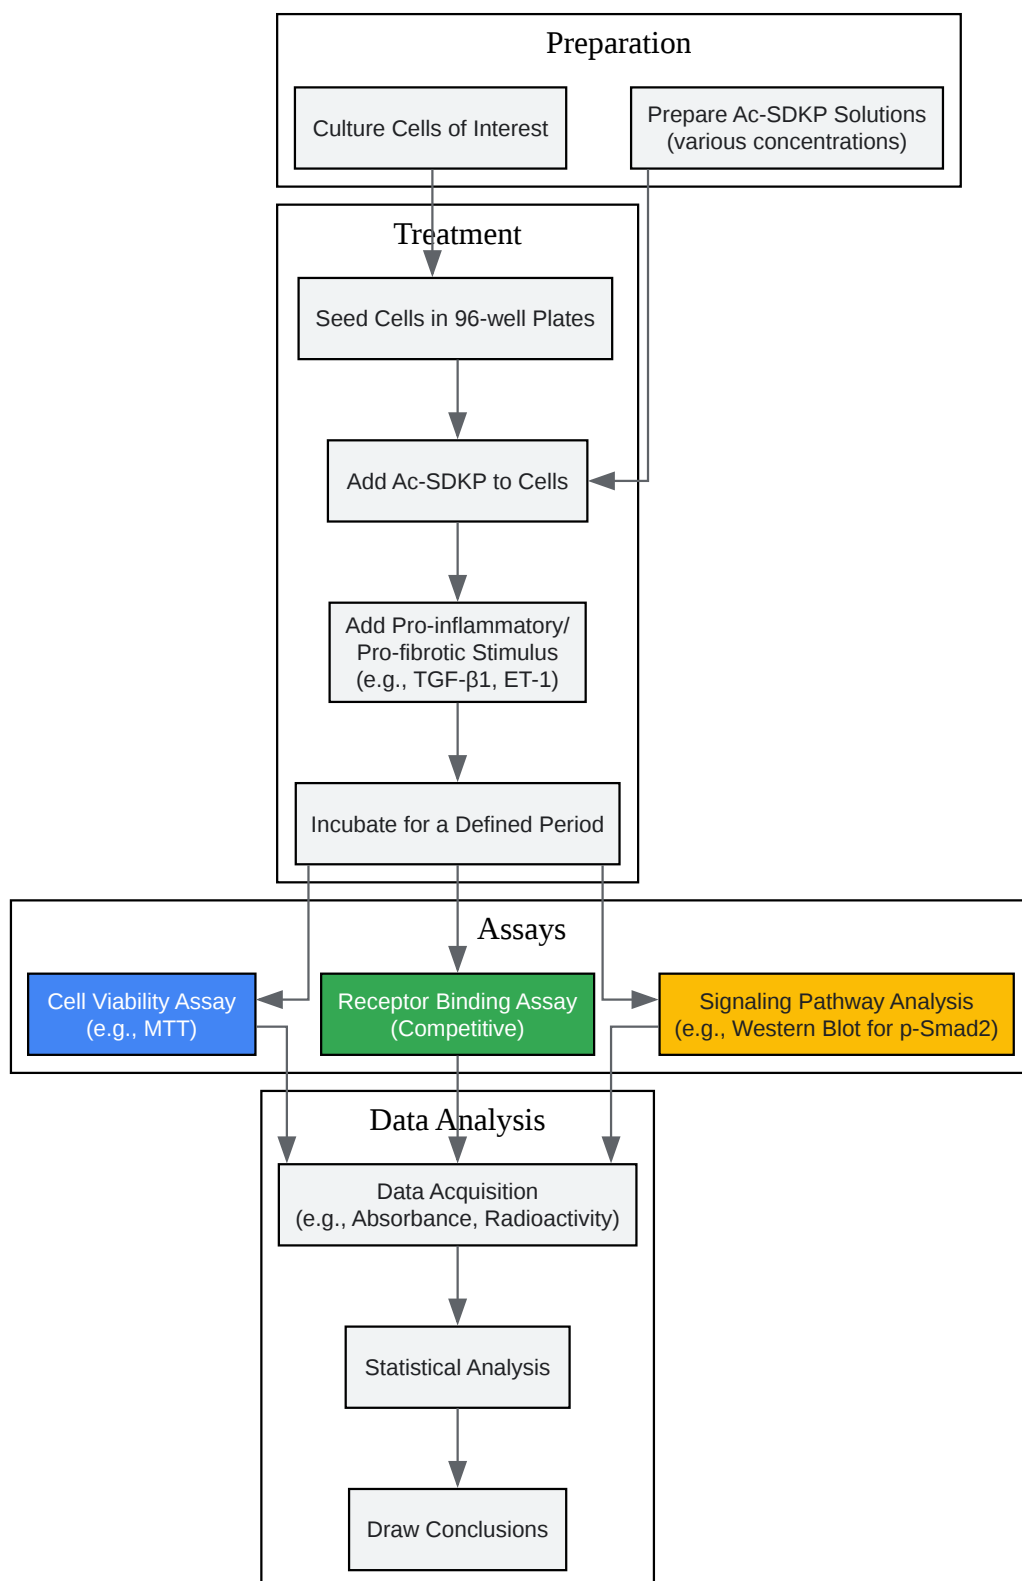 Preparation
Culture Cells of Interest
Prepare Ac-SDKP Solutions
(various concentrations)
Treatment
Seed Cells in 96-well Plates
Add Ac-SDKP to Cells
Add Pro-inflammatory/
Pro-fibrotic Stimulus
(e.g., TGF-β1, ET-1)
Incubate for a Defined Period
Assays
Cell Viability Assay
(e.g., MTT)
Receptor Binding Assay
(Competitive)
Signaling Pathway Analysis
(e.g., Western Blot for p-Smad2)
Data Analysis
Data Acquisition
(e.g., Absorbance, Radioactivity)
Statistical Analysis
Draw Conclusions